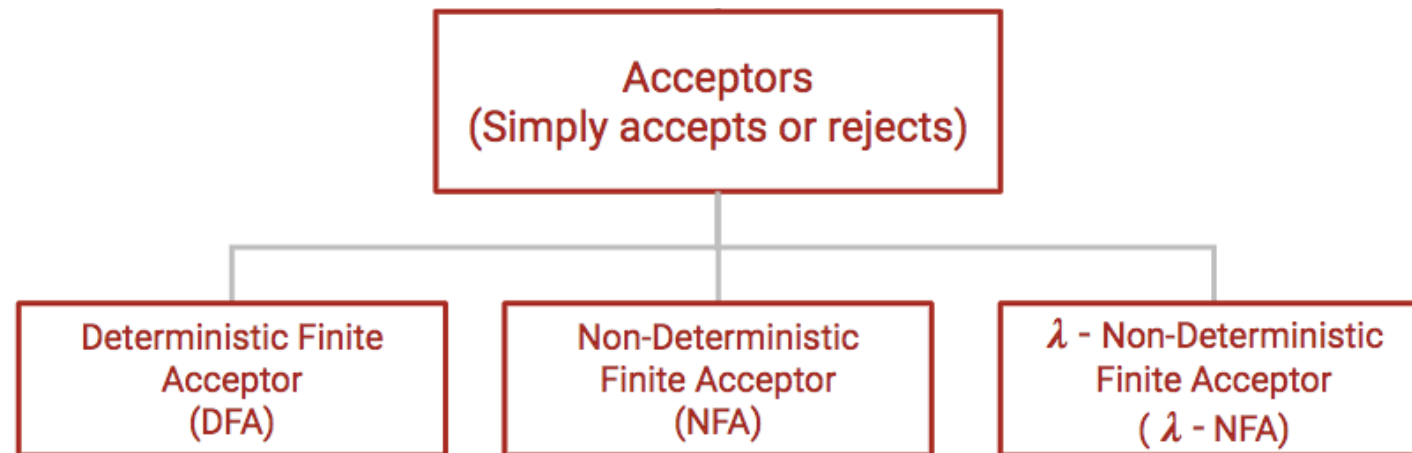 Acceptors
(Simply accepts or rejects)
Deterministic Finite
Acceptor
(DFA)
Non-Deterministic
Finite Acceptor
(NFA)
λ - Non-Deterministic
Finite Acceptor
( λ - NFA)